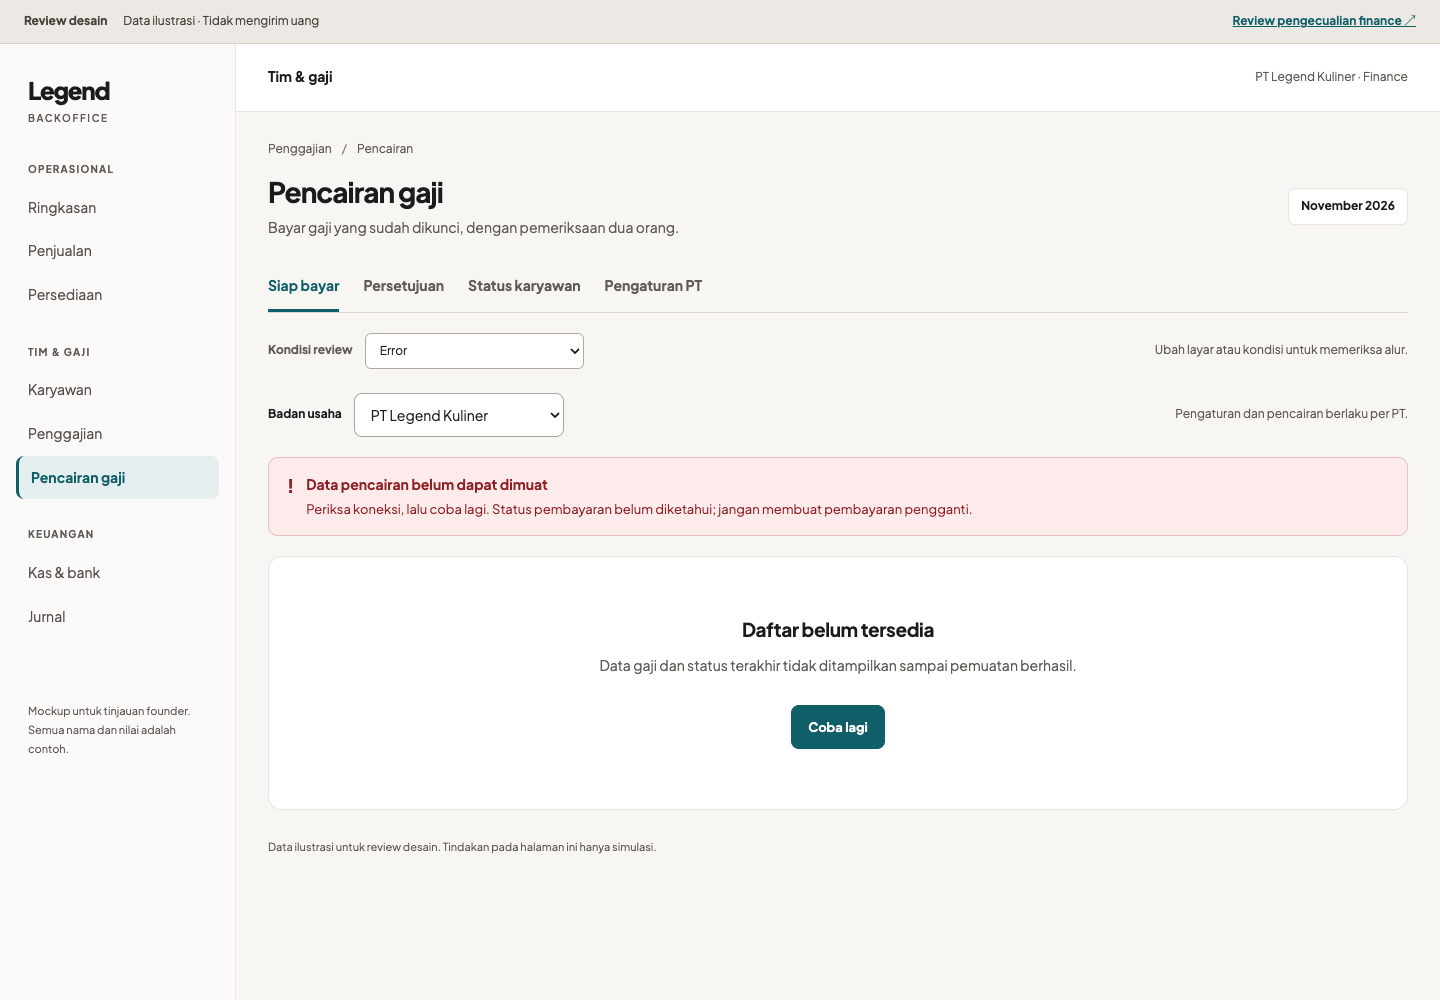 Review desain
Data ilustrasi · Tidak mengirim uang
Review pengecualian finance ↗
Legend
BACKOFFICE
OPERASIONAL
Ringkasan
Penjualan
Persediaan
TIM & GAJI
Karyawan
Penggajian
Pencairan gaji
KEUANGAN
Kas & bank
Jurnal
Mockup untuk tinjauan founder.
Semua nama dan nilai adalah
contoh.
Tim & gaji
PT Legend Kuliner · Finance
Penggajian / Pencairan
Pencairan gaji
Bayar gaji yang sudah dikunci, dengan pemeriksaan dua orang.
November 2026
Siap bayar
Persetujuan
Status karyawan
Pengaturan PT
Kondisi review
Error
Ubah layar atau kondisi untuk memeriksa alur.
Badan usaha
PT Legend Kuliner
Pengaturan dan pencairan berlaku per PT.
! Data pencairan belum dapat dimuat
Periksa koneksi, lalu coba lagi. Status pembayaran belum diketahui; jangan membuat pembayaran pengganti.
Daftar belum tersedia
Data gaji dan status terakhir tidak ditampilkan sampai pemuatan berhasil.
Coba lagi
Data ilustrasi untuk review desain. Tindakan pada halaman ini hanya simulasi.